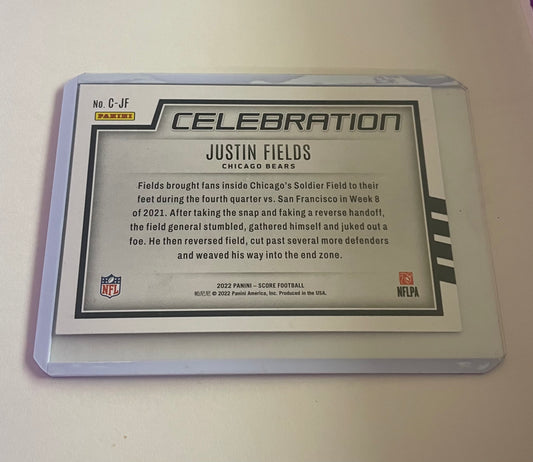 No. C-JF
PANINI
CELEBRATION
JUSTIN FIELDS
CHICAGO BEARS
Fields brought fans inside Chicago's Soldier Field to their
feet during the fourth quarter vs. San Francisco in Week 8
of 2021. After taking the snap and faking a reverse handoff,
the field general stumbled, gathered himself and juked out a
foe. He then reversed field, cut past several more defenders
and weaved his way into the end zone.
NFL
2022 PANINI – SCORE FOOTBALL
帕尼尼 © 2022 Panini America, Inc. Produced in the USA.
NFLPA